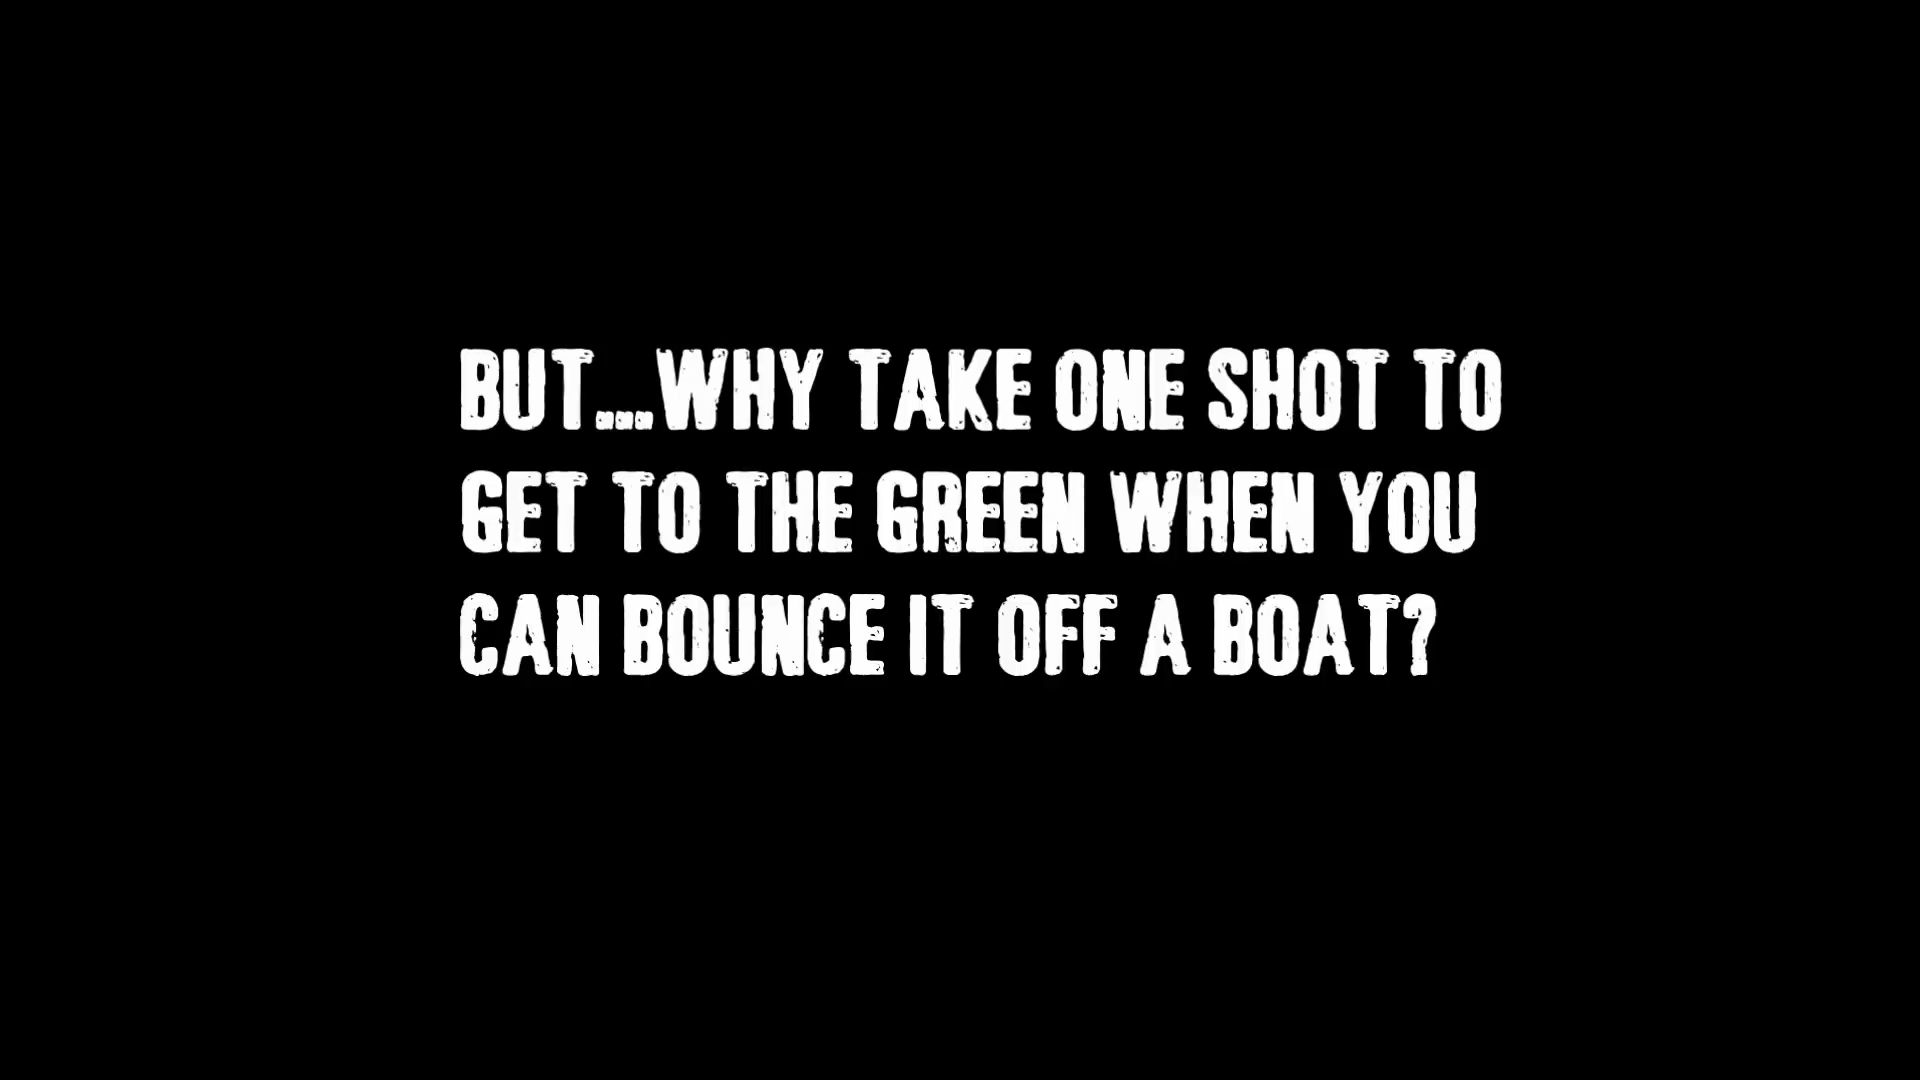 BUT...WHY TAKE ONE SHOT TO
GET TO THE GREEN WHEN YOU
CAN BOUNCE IT OFF A BOAT?